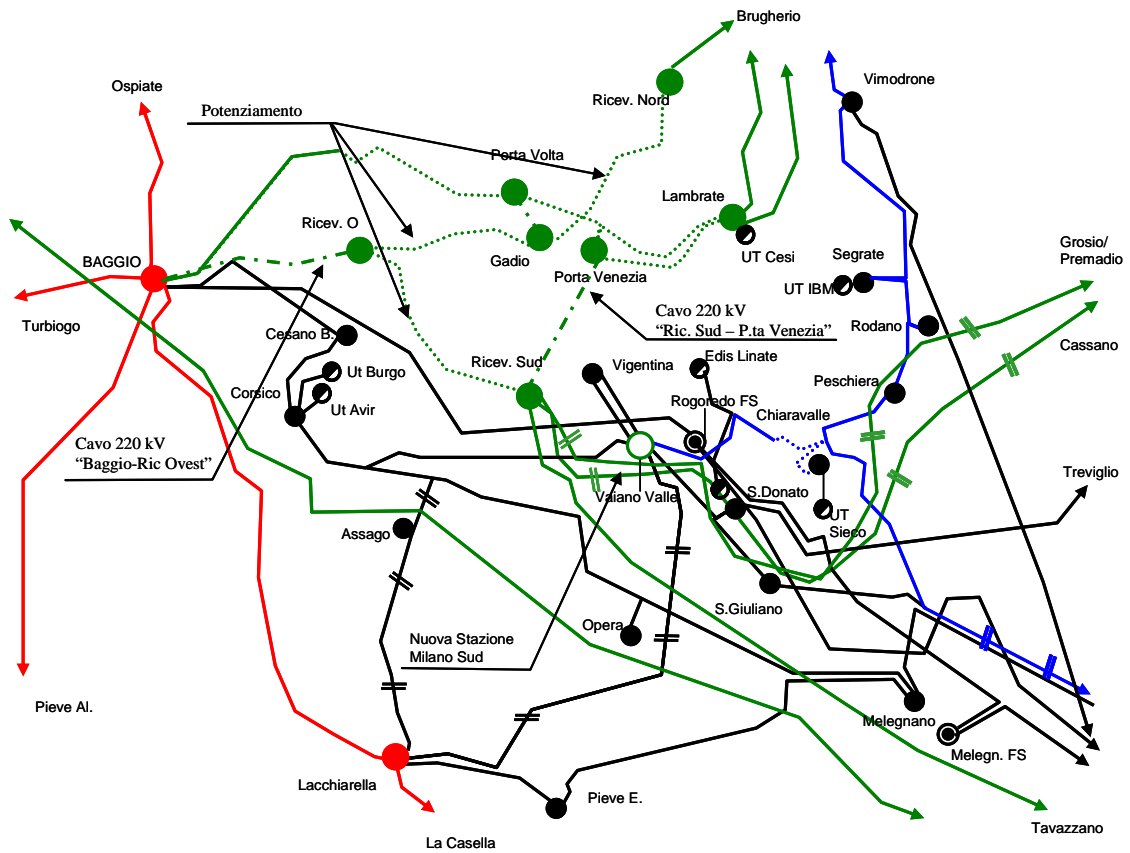 Brugherio
Ospiate
Vimodrone
Ricev. Nord
Potenziamento
Porta Volta
Lambrate
Ricev. O
Grosio/
Premadio
UT Cesi
Segrate
BAGGIO
Gadio
Porta Venezia
UT IBM
Cavo 220 kV
“Ric. Sud – P.ta Venezia”
Turbiogo
Rodano
Cesano B.
Cassano
Edis Linate
Ricev. Sud
Vigentina
Ut Burgo
Peschiera
Corsico
Rogoredo FS
Ut Avir
Chiaravalle
Cavo 220 kV
“Baggio-Ric Ovest”
Treviglio
Vaiano Valle
S.Donato
UT
Sieco
Assago
S.Giuliano
Opera
Nuova Stazione
Milano Sud
Pieve Al.
Melegnano
Melegn. FS
Lacchiarella
Pieve E.
Tavazzano
La Casella